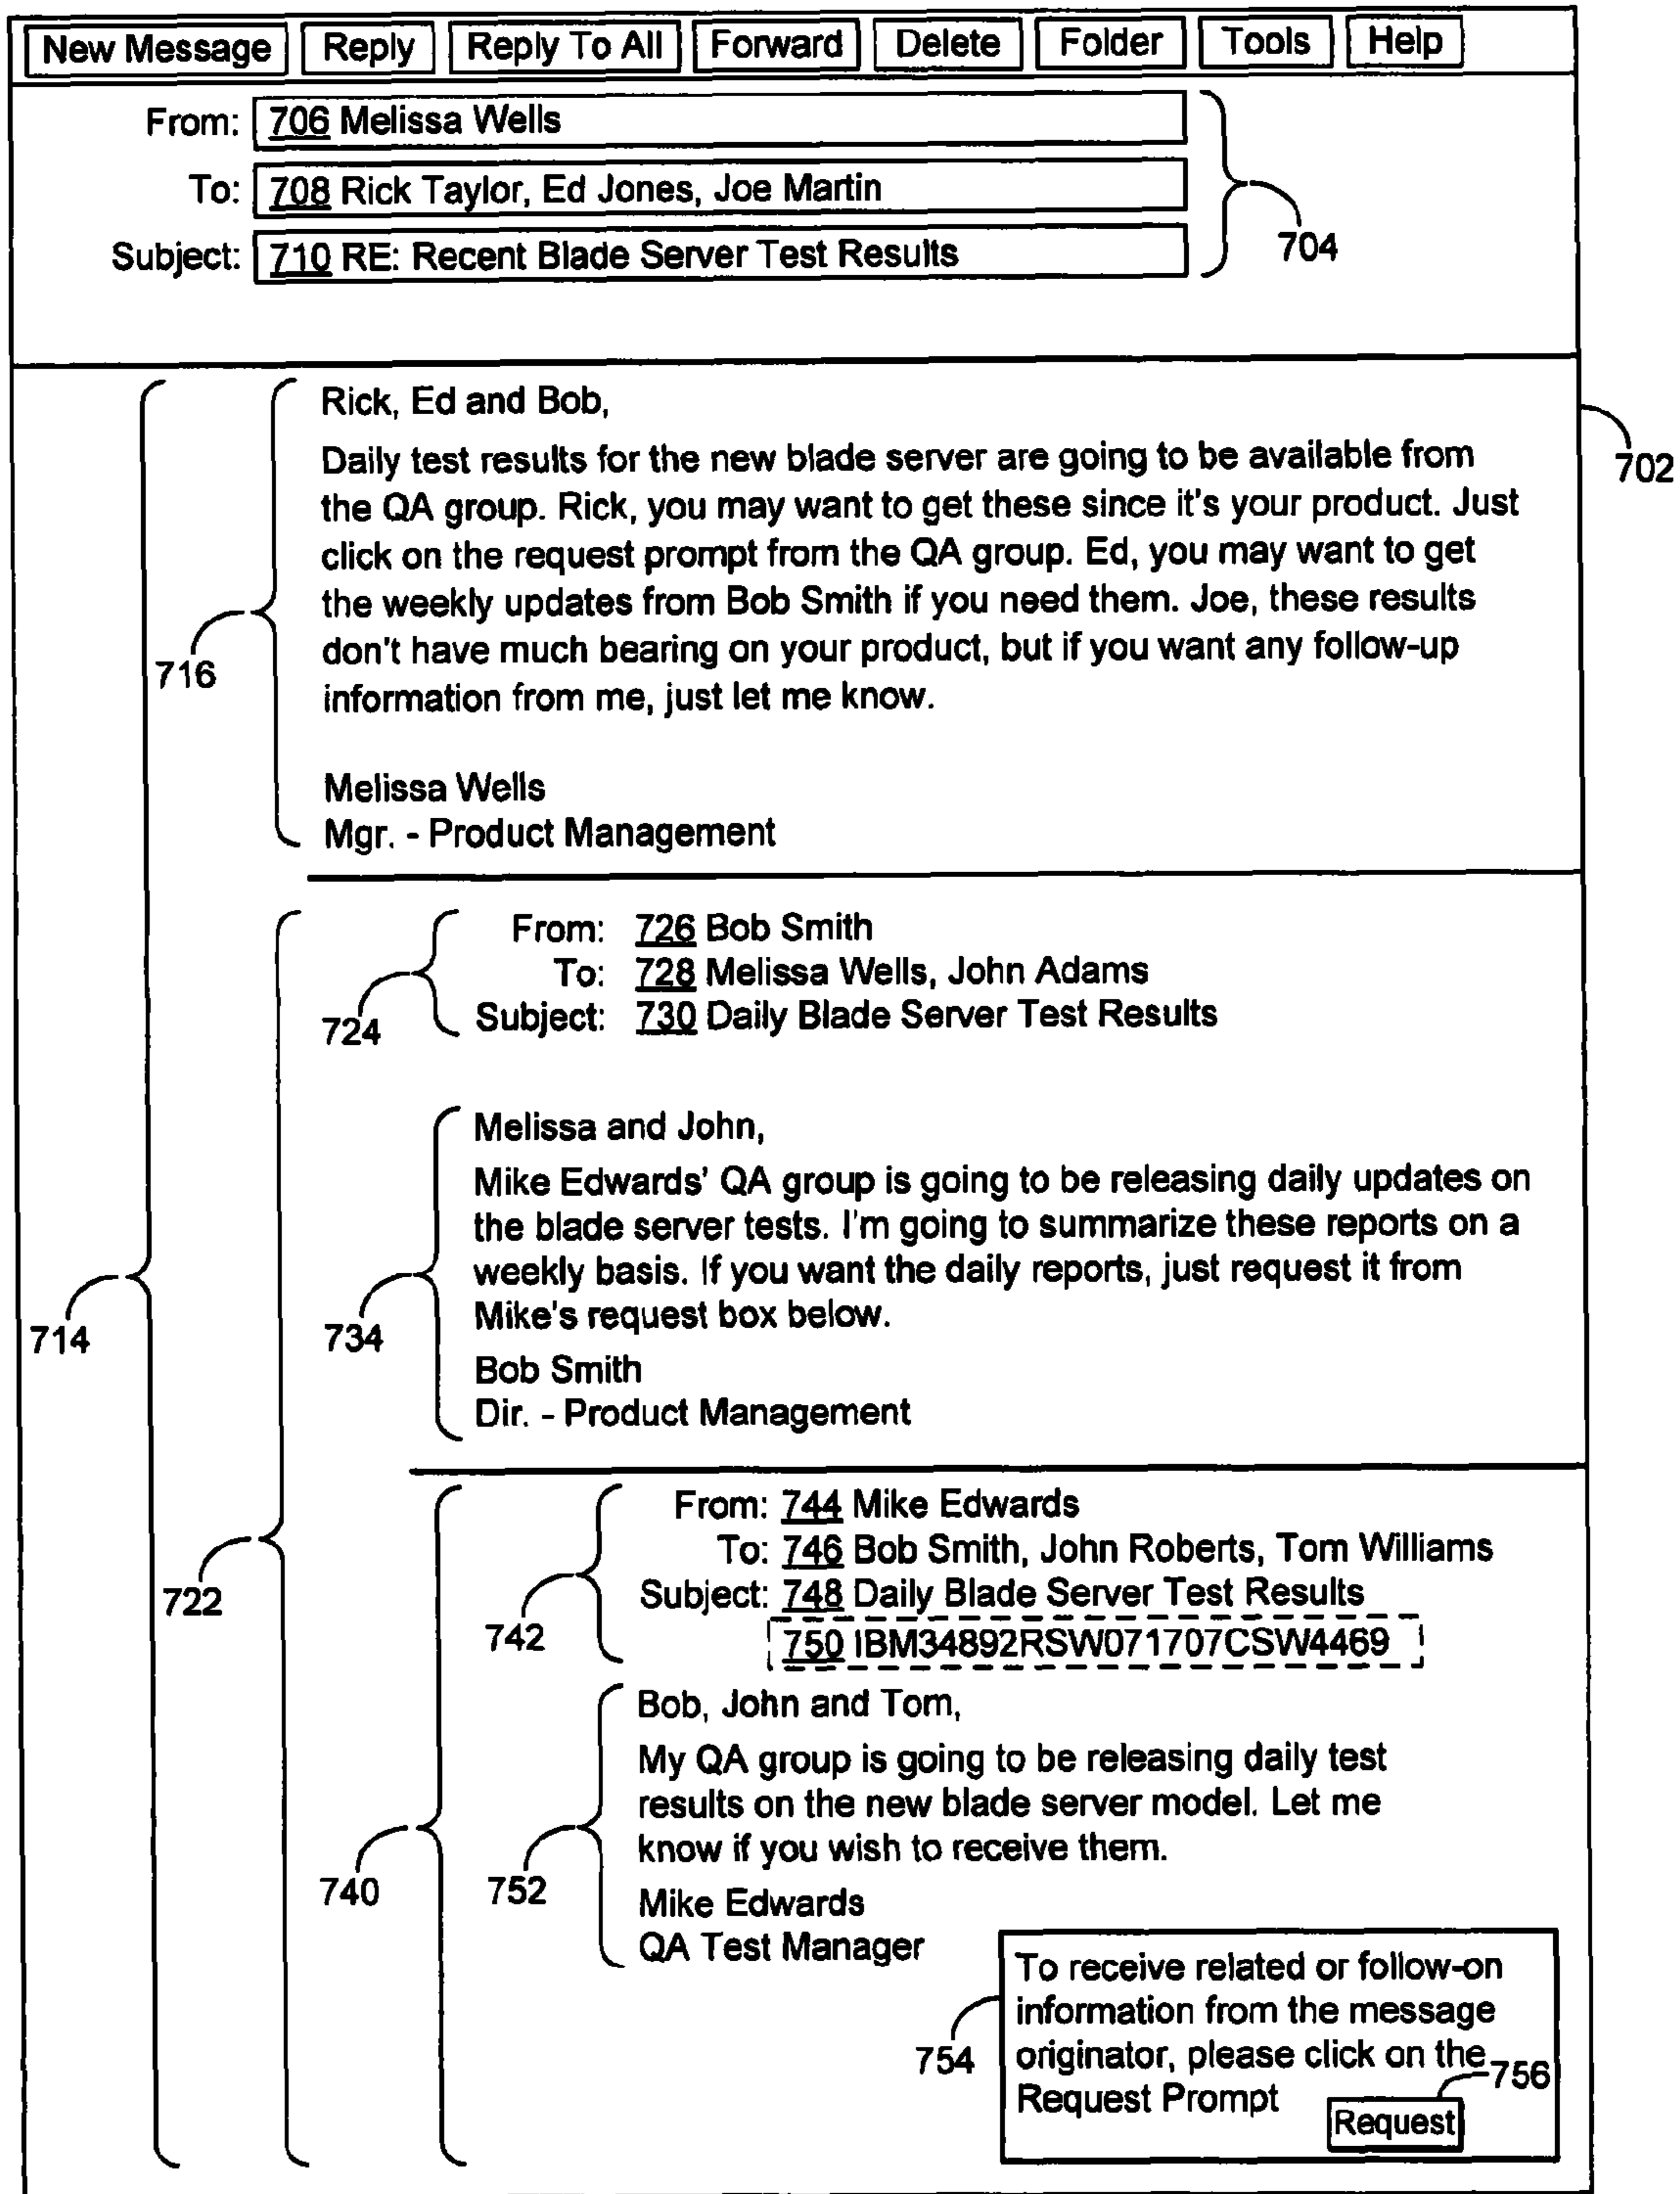 New Message Reply Reply To All Forward Delete Folder Tools Help
From: 706 Melissa Wells
To: 708 Rick Taylor, Ed Jones, Joe Martin
Subject: 710 RE: Recent Blade Server Test Results
704
702
Rick, Ed and Bob,
Daily test results for the new blade server are going to be available from
the QA group. Rick, you may want to get these since it's your product. Just
click on the request prompt from the QA group. Ed, you may want to get
the weekly updates from Bob Smith if you need them. Joe, these results
don't have much bearing on your product, but if you want any follow-up
information from me, just let me know.
716
Melissa Wells
Mgr. - Product Management
From: 726 Bob Smith
To: 728 Melissa Wells, John Adams
Subject: 730 Daily Blade Server Test Results
724
Melissa and John,
Mike Edwards' QA group is going to be releasing daily updates on
the blade server tests. I'm going to summarize these reports on a
weekly basis. If you want the daily reports, just request it from
Mike's request box below.
714
734
Bob Smith
Dir. - Product Management
From: 744 Mike Edwards
To: 746 Bob Smith, John Roberts, Tom Williams
Subject: 748 Daily Blade Server Test Results
750 IBM34892RSW071707CSW4469
722
742
Bob, John and Tom,
My QA group is going to be releasing daily test
results on the new blade server model. Let me
know if you wish to receive them.
740
752
Mike Edwards
QA Test Manager
To receive related or follow-on
information from the message
originator, please click on the
Request Prompt
754
756
Request